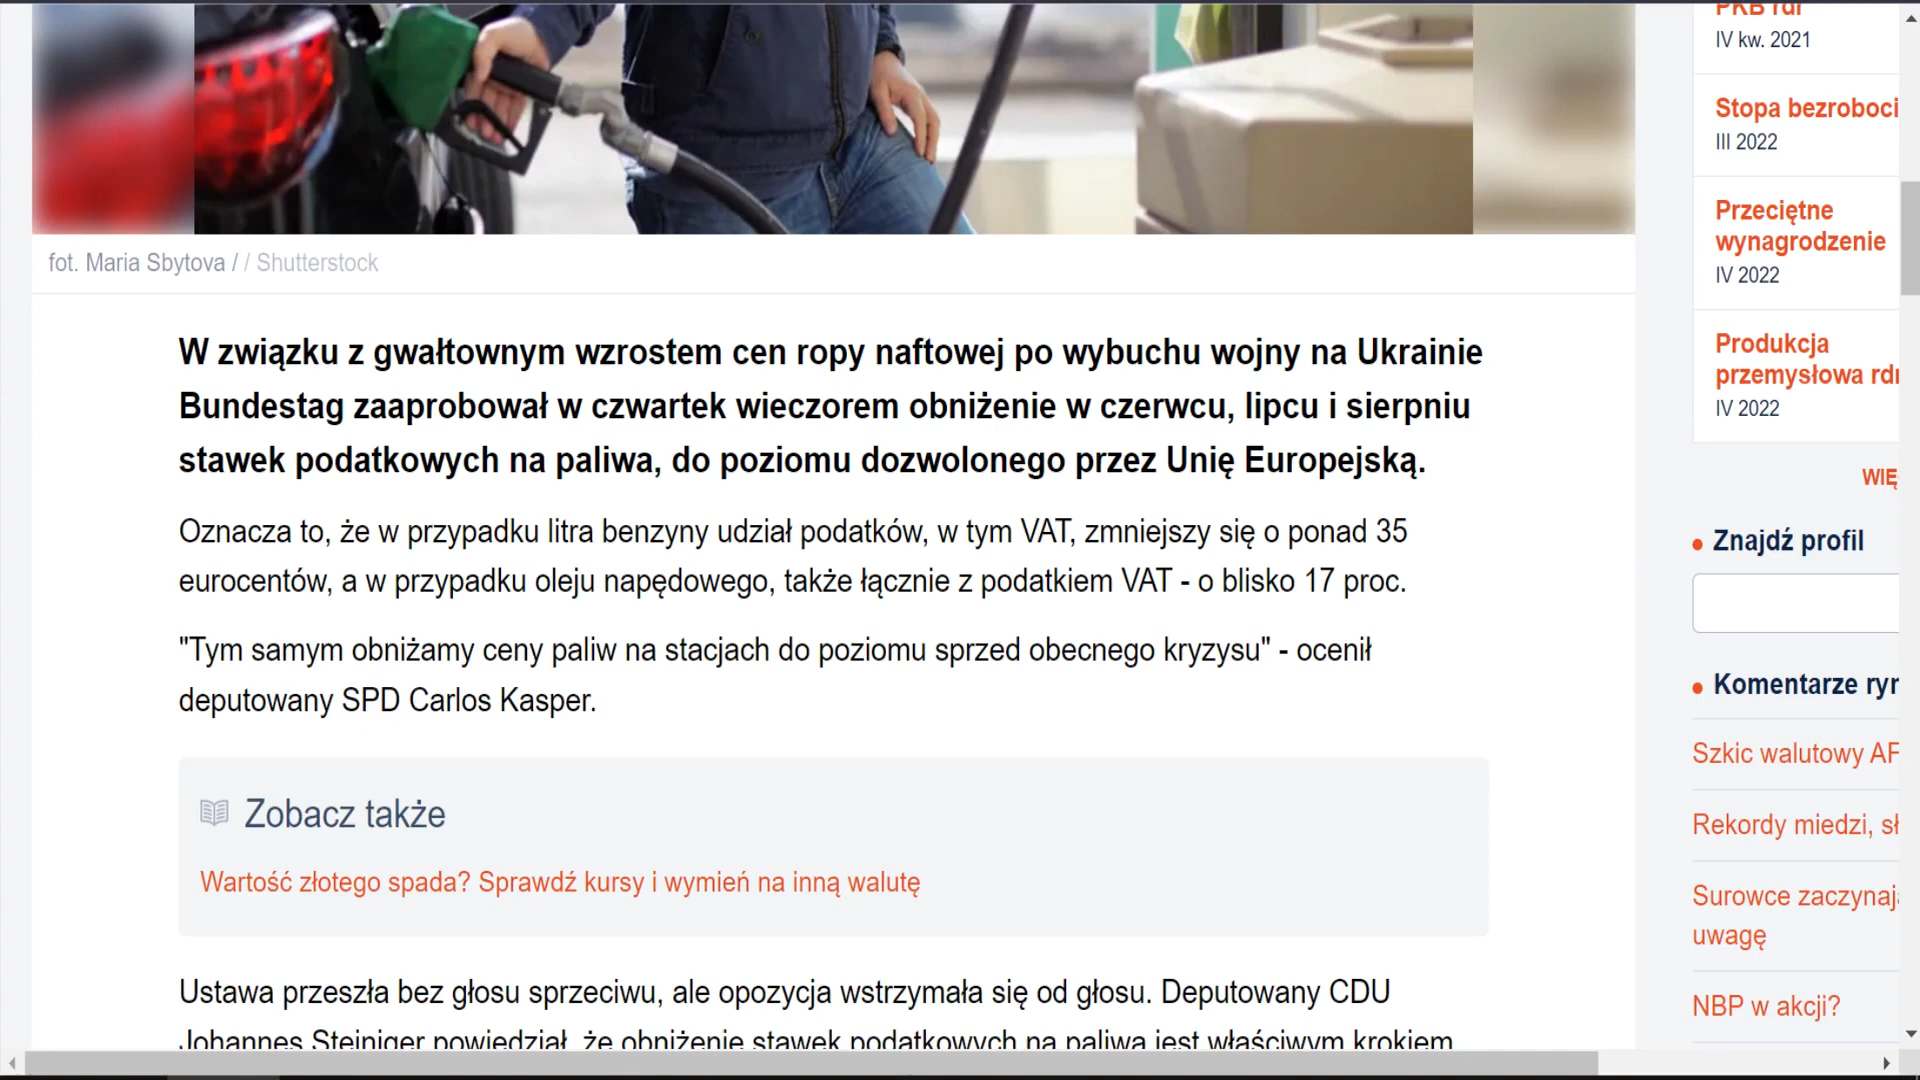 fot. Maria Sbytova / / Shutterstock
W związku z gwałtownym wzrostem cen ropy naftowej po wybuchu wojny na Ukrainie
Bundestag zaaprobował w czwartek wieczorem obniżenie w czerwcu, lipcu i sierpniu
stawek podatkowych na paliwa, do poziomu dozwolonego przez Unię Europejską.
Oznacza to, że w przypadku litra benzyny udział podatków, w tym VAT, zmniejszy się o ponad 35
eurocentów, a w przypadku oleju napędowego, także łącznie z podatkiem VAT - o blisko 17 proc.
"Tym samym obniżamy ceny paliw na stacjach do poziomu sprzed obecnego kryzysu" - ocenił
deputowany SPD Carlos Kasper.
Zobacz także
Wartość złotego spada? Sprawdź kursy i wymień na inną walutę
Ustawa przeszła bez głosu sprzeciwu, ale opozycja wstrzymała się od głosu. Deputowany CDU
Johannes Steiniger powiedział, że obniżenie stawek podatkowych na paliwa jest właściwym krokiem
PKB rdr
IV kw. 2021
Stopa bezroboci
III 2022
Przeciętne
wynagrodzenie
IV 2022
Produkcja
przemysłowa rdr
IV 2022
WIĘ
Znajdź profil
Komentarze ryn
Szkic walutowy AF
Rekordy miedzi, sł
Surowce zaczynają
uwagę
NBP w akcji?